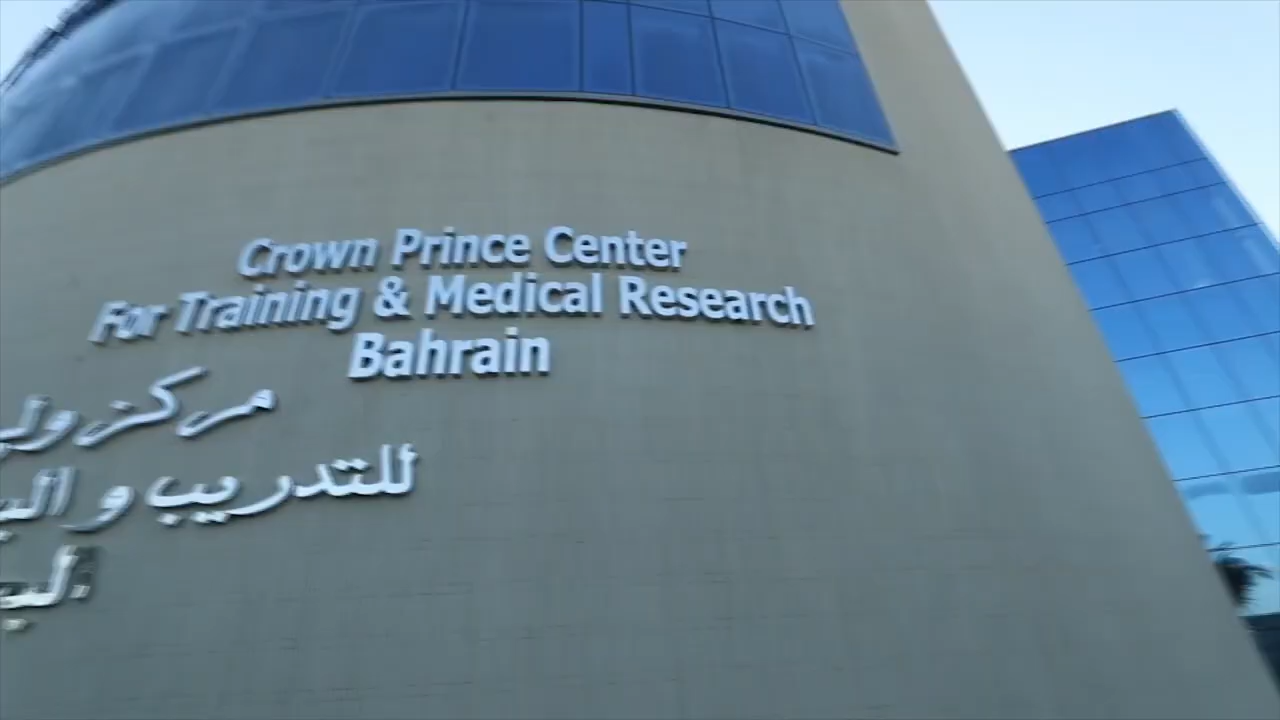 Crown Prince Center
For Training & Medical Research
Bahrain
مركز
للتدريب و